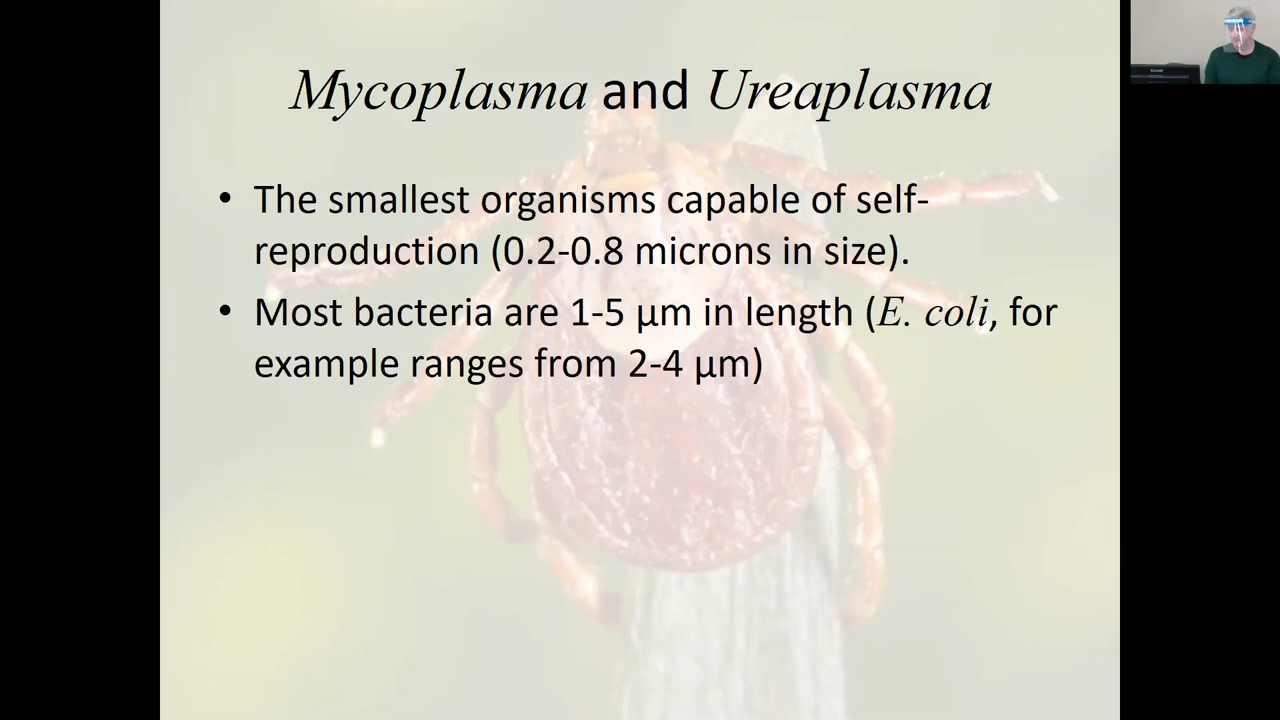 Mycoplasma and Ureaplasma
• The smallest organisms capable of self-
reproduction (0.2-0.8 microns in size).
• Most bacteria are 1-5 µm in length (E. coli, for
example ranges from 2-4 µm)